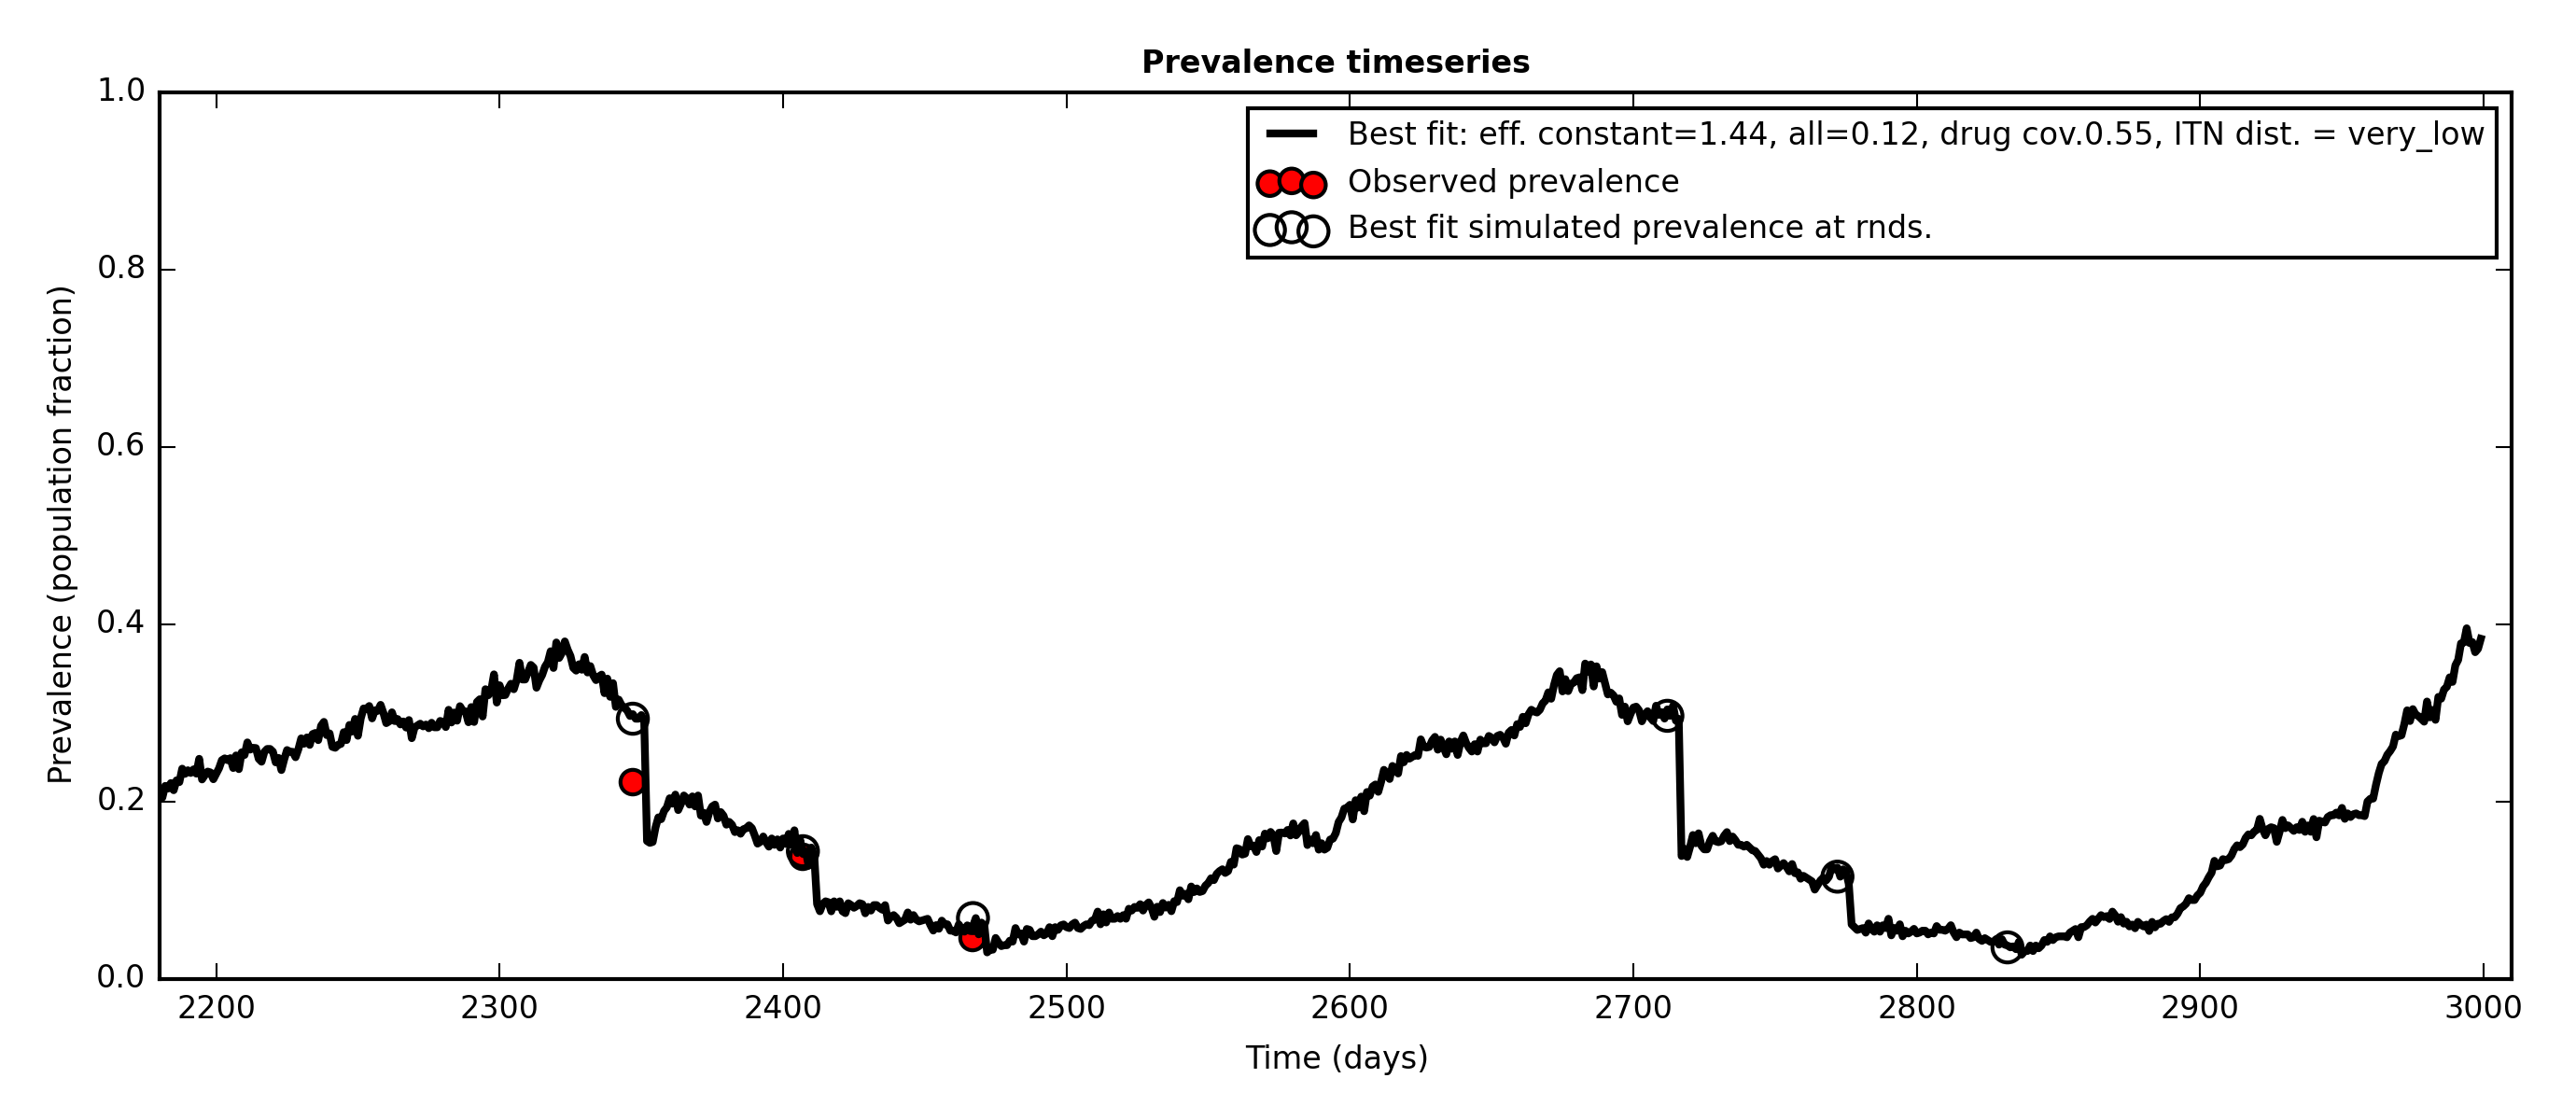 Prevalence timeseries
Best fit: eff. constant=1.44, all=0.12, drug cov.0.55, ITN dist. = very_low
Observed prevalence
Best fit simulated prevalence at rnds.
Prevalence (population fraction)
1.0
0.8
0.6
0.4
0.2
0.0
2200 2300 2400 2500 2600 2700 2800 2900 3000
Time (days)